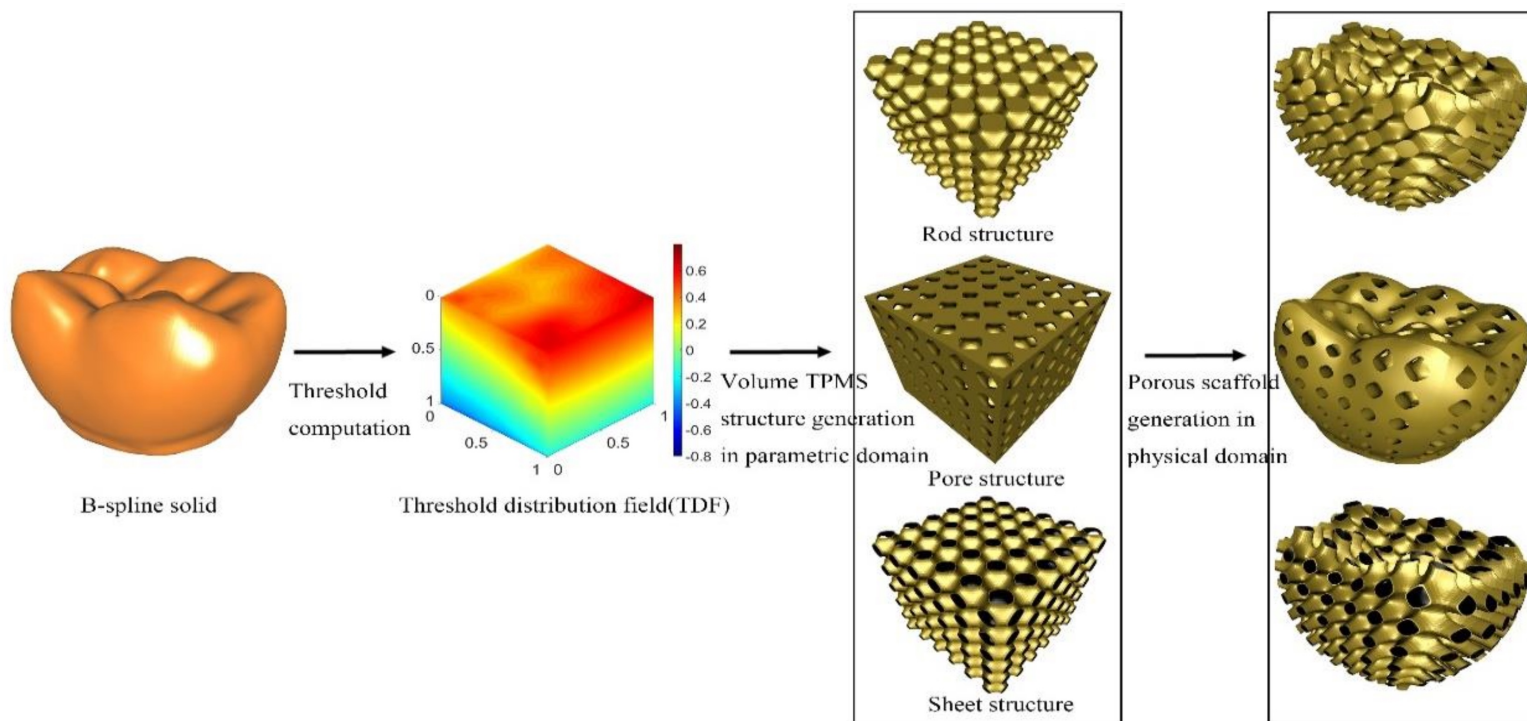 B-spline solid
Threshold
computation
0
0.5
1
0
0.5
1
0
0.5
1
0.6
0.4
0.2
0
-0.2
-0.4
-0.6
-0.8
Threshold distribution field(TDF)
Volume TPMS
structure generation
in parametric domain
Rod structure
Pore structure
Sheet structure
Porous scaffold
generation in
physical domain